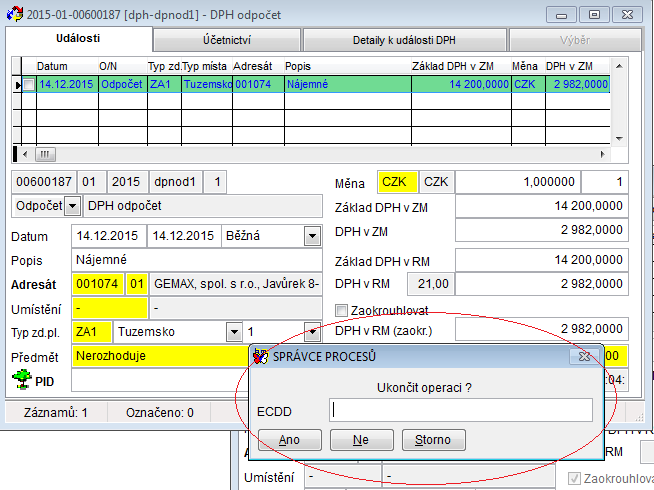 2015-01-00600187 [dph-dpnod1] - DPH odpočet
Události Účetnictví Detaily k události DPH Výběr
Datum O/N Typ zd. Typ místa Adresát Popis Základ DPH v ZM Měna DPH v ZM
14.12.2015 Odpočet ZA1 Tuzemsko 001074 Nájemné 14 200,0000 CZK 2 982,0000
00600187 01 2015 dpnod1 1 Měna CZK CZK 1,000000 1
Odpočet DPH odpočet Základ DPH v ZM 14 200,0000
DPH v ZM 2 982,0000
Datum 14.12.2015 14.12.2015 Běžná
Popis Nájemné Základ DPH v RM 14 200,0000
Adresát 001074 01 GEMAX, spol. s r.o., Javůrek 8- DPH v RM 21,00 2 982,0000
Umístění - - Zaokrouhlovat
Typ zd.pl. ZA1 Tuzemsko 1 DPH v RM (zaokr.) 2 982,0000
Předmět Nerozhoduje 00
PID :04:
SPRÁVCE PROCESŮ
Ukončit operaci ?
ECDD
Ano Ne Storno
Záznamů: 1 Označeno: 0
RM
Umístění - - Zaokrouhlova